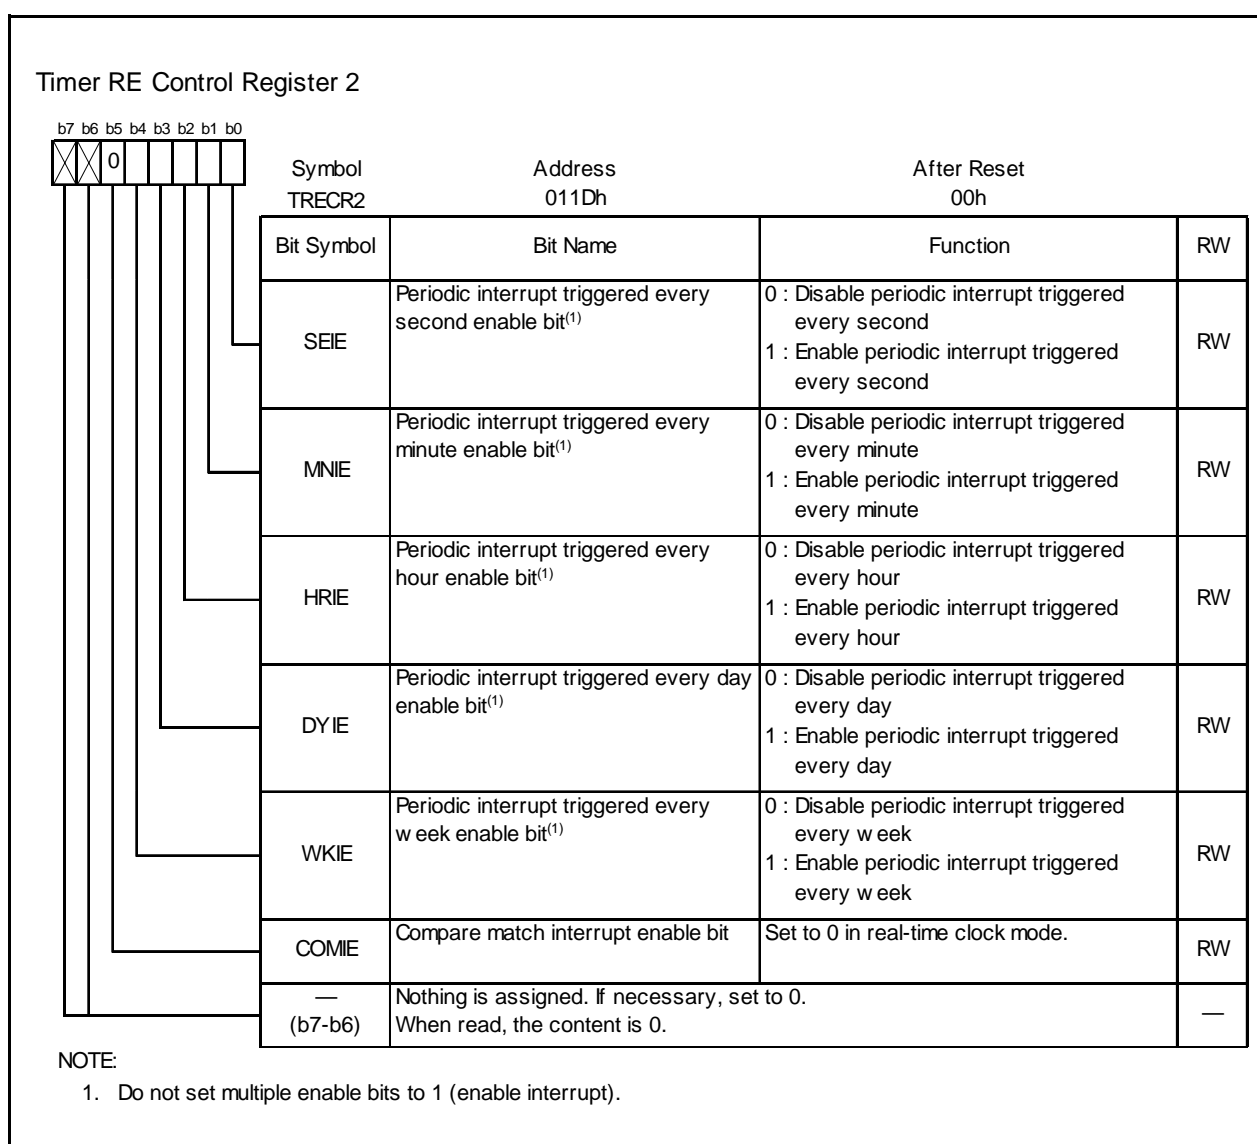 Timer RE Control Register 2
b7 b6 b5 b4 b3 b2 b1 b0
0
Symbol Address After Reset
TRECR2 011Dh 00h
Bit Symbol Bit Name Function RW
SEIE
Periodic interrupt triggered every
second enable bit(1)
0 : Disable periodic interrupt triggered
every second
1 : Enable periodic interrupt triggered
every second
RW
MNIE
Periodic interrupt triggered every
minute enable bit(1)
0 : Disable periodic interrupt triggered
every minute
1 : Enable periodic interrupt triggered
every minute
RW
HRIE
Periodic interrupt triggered every
hour enable bit(1)
0 : Disable periodic interrupt triggered
every hour
1 : Enable periodic interrupt triggered
every hour
RW
DYIE
Periodic interrupt triggered every day
enable bit(1)
0 : Disable periodic interrupt triggered
every day
1 : Enable periodic interrupt triggered
every day
RW
WKIE
Periodic interrupt triggered every
week enable bit(1)
0 : Disable periodic interrupt triggered
every week
1 : Enable periodic interrupt triggered
every week
RW
COMIE
Compare match interrupt enable bit
Set to 0 in real-time clock mode.
RW
—
(b7-b6)
Nothing is assigned. If necessary, set to 0.
When read, the content is 0.
—
NOTE:
1. Do not set multiple enable bits to 1 (enable interrupt).